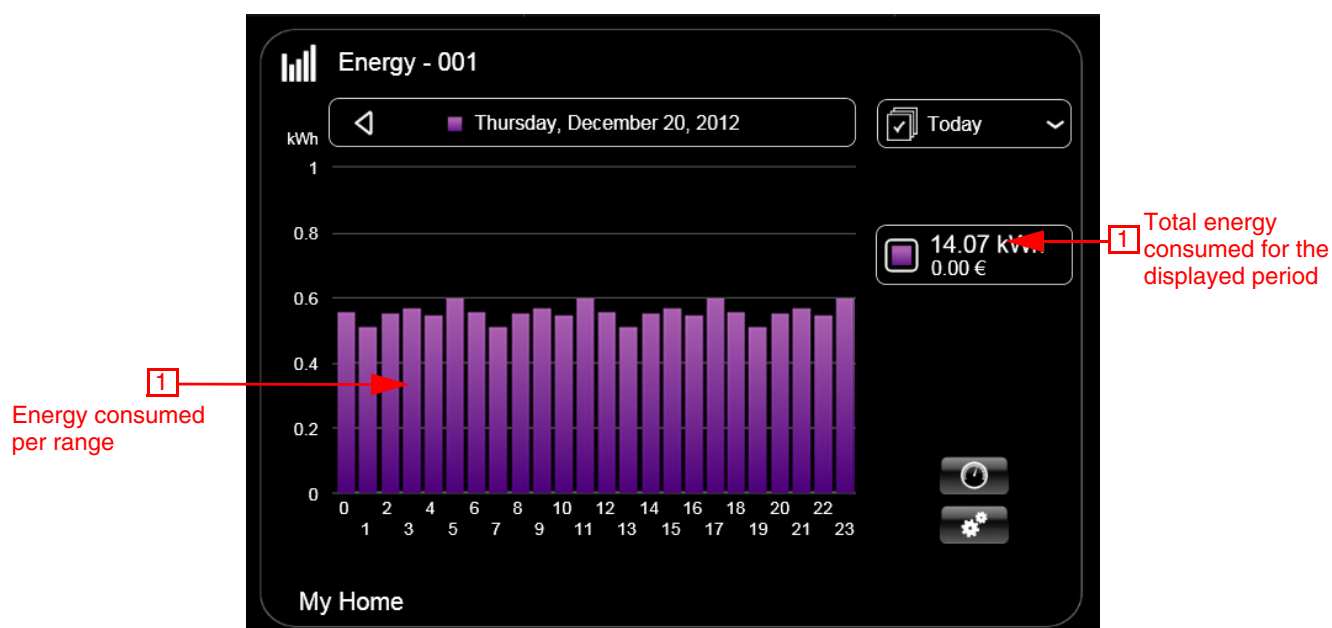 Energy - 001
Thursday, December 20, 2012
Today
kWh
1
0.8
0.6
0.4
0.2
0
14.07 kWh
0.00 €
1
Total energy
consumed for the
displayed period
1
Energy consumed
per range
0 2 4 6 8 10 12 14 16 18 20 22
1 3 5 7 9 11 13 15 17 19 21 23
My Home